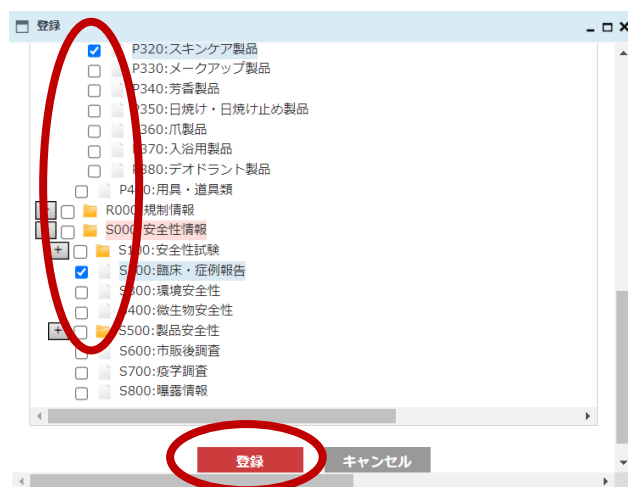 登録
P320:スキンケア製品
P330:メークアップ製品
P340:芳香製品
P350:日焼け・日焼け止め製品
P360:爪製品
P370:入浴用製品
P380:デオドラント製品
P400:用具・道具類
R000:規制情報
S000:安全性情報
S100:安全性試験
S200:臨床・症例報告
S300:環境安全性
S400:微生物安全性
S500:製品安全性
S600:市販後調査
S700:疫学調査
S800:曝露情報
登録 キャンセル